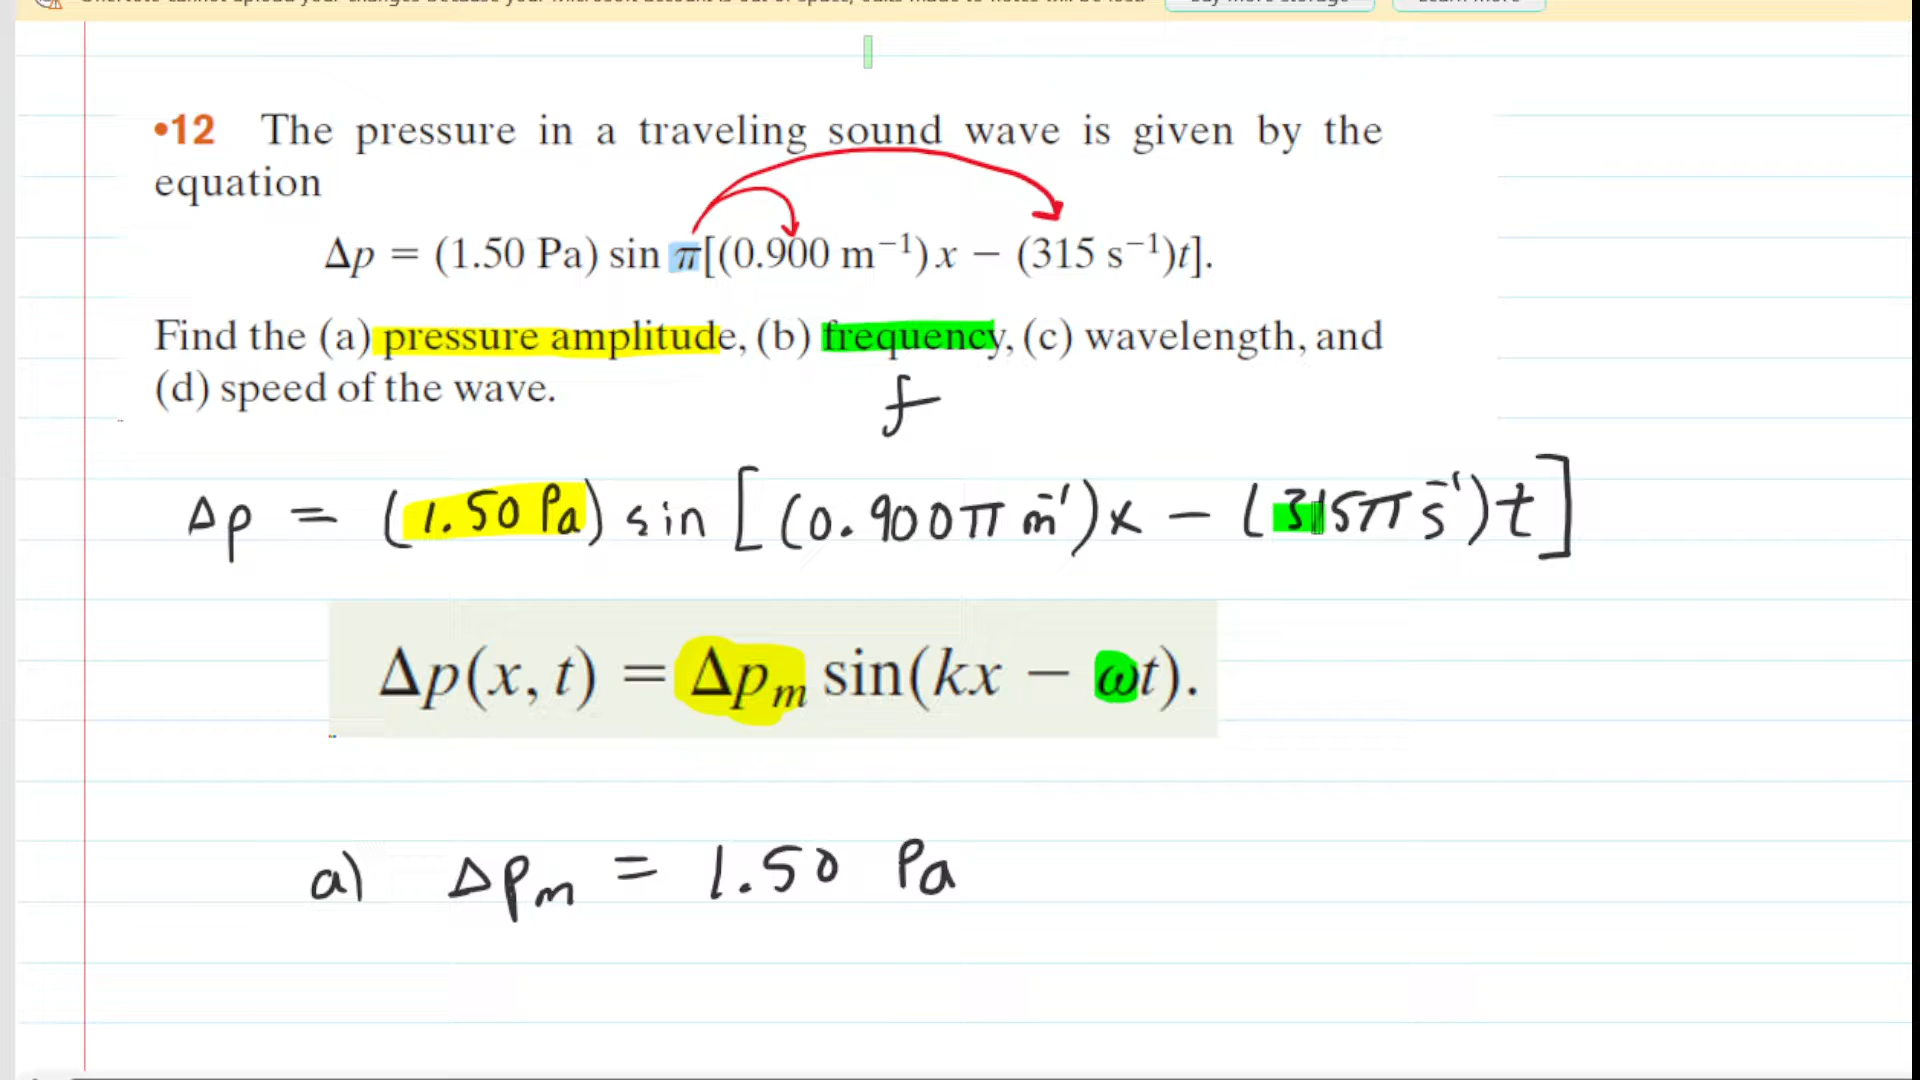 •12 The pressure in a traveling sound wave is given by the
equation
Δp = (1.50 Pa) sin π[(0.900 m⁻¹)x − (315 s⁻¹)t].
Find the (a) pressure amplitude, (b) frequency, (c) wavelength, and
(d) speed of the wave.
f
Δp = (1.50 Pa) sin [(0.900π m⁻¹)x − (315π s⁻¹)t]
Δp(x, t) = Δpₘ sin(kx − ωt).
a) Δpₘ = 1.50 Pa